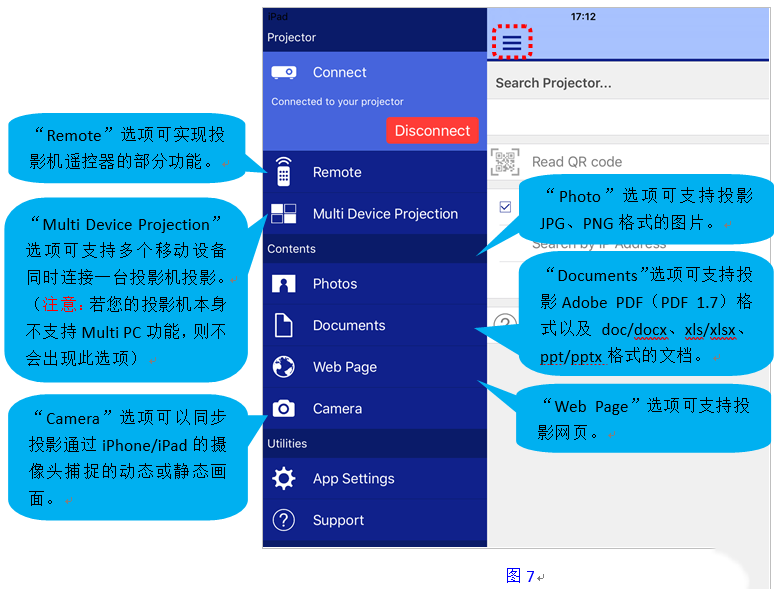 iPad
17:12
Projector
Connect
Connected to your projector
Disconnect
Remote
Multi Device Projection
Contents
Photos
Documents
Web Page
Camera
Utilities
App Settings
Support
Search Projector...
Read QR code
Search by IP Address
“Remote”选项可实现投
影机遥控器的部分功能。
“Multi Device Projection”
选项可支持多个移动设备
同时连接一台投影机投影。
（注意：若您的投影机本身
不支持 Multi PC 功能，则不
会出现此选项）
“Camera”选项可以同步
投影通过 iPhone/iPad 的摄
像头捕捉的动态或静态画
面。
“Photo”选项可支持投影
JPG、PNG 格式的图片。
“Documents”选项可支持投
影 Adobe PDF（PDF 1.7）格
式以及 doc/docx、xls/xlsx、
ppt/pptx 格式的文档。
“Web Page”选项可支持投
影网页。
图 7